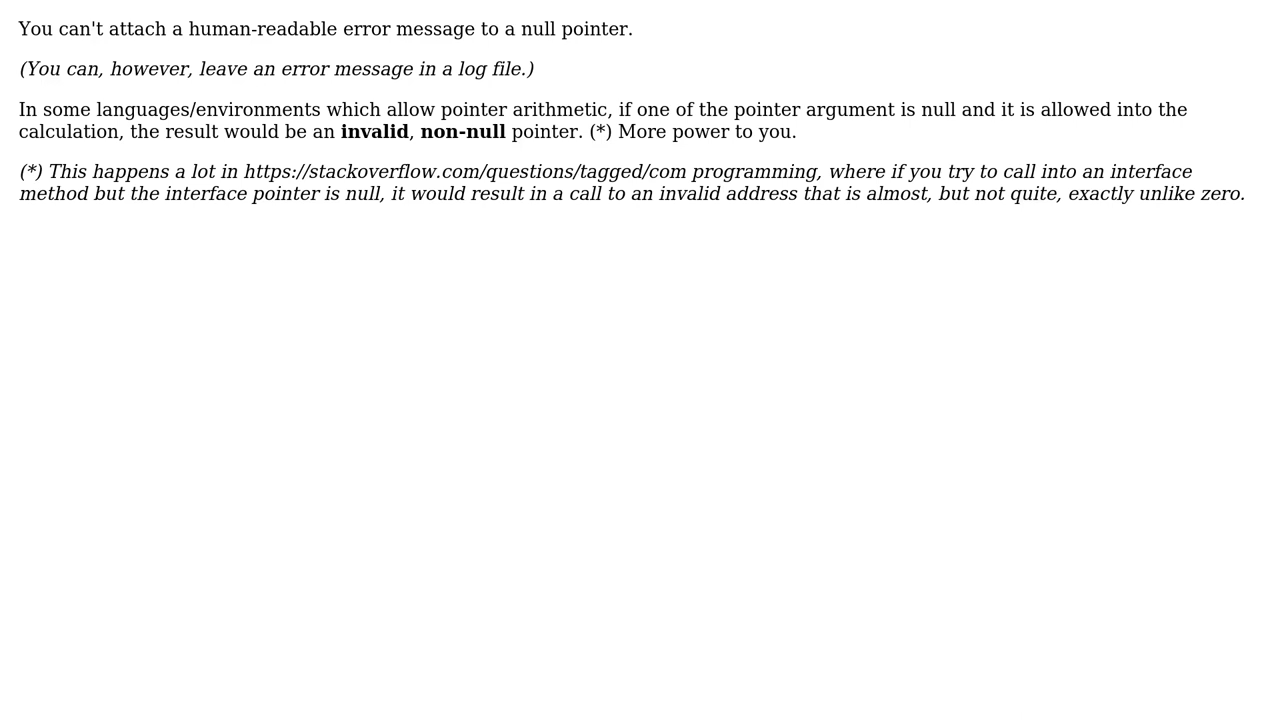 You can't attach a human-readable error message to a null pointer.
(You can, however, leave an error message in a log file.)
In some languages/environments which allow pointer arithmetic, if one of the pointer argument is null and it is allowed into the
calculation, the result would be an invalid, non-null pointer. (*) More power to you.
(*) This happens a lot in https://stackoverflow.com/questions/tagged/com programming, where if you try to call into an interface
method but the interface pointer is null, it would result in a call to an invalid address that is almost, but not quite, exactly unlike zero.